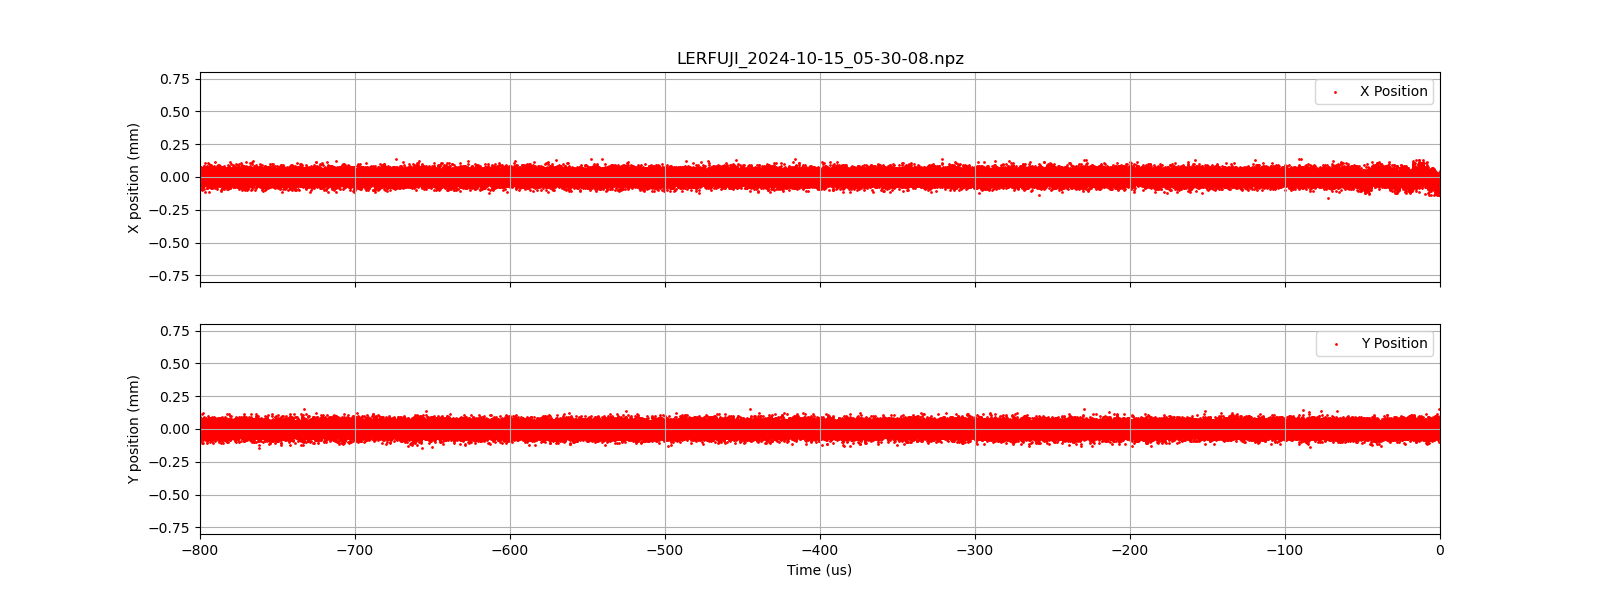 LERFUJI_2024-10-15_05-30-08.npz
X position (mm)
0.75
0.50
0.25
0.00
−0.25
−0.50
−0.75
X Position
Y position (mm)
0.75
0.50
0.25
0.00
−0.25
−0.50
−0.75
Y Position
−800 −700 −600 −500 −400 −300 −200 −100 0
Time (us)